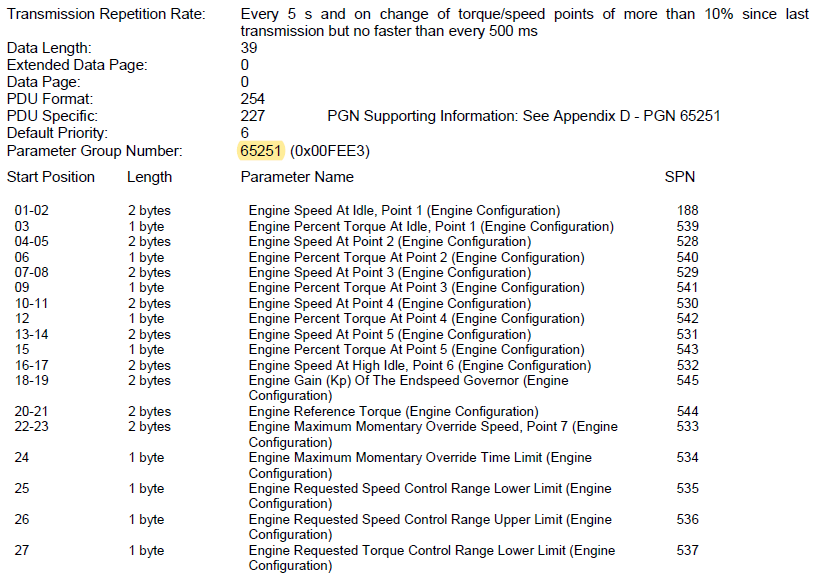 Transmission Repetition Rate: Every 5 s and on change of torque/speed points of more than 10% since last
transmission but no faster than every 500 ms
Data Length: 39
Extended Data Page: 0
Data Page: 0
PDU Format: 254
PDU Specific: 227 PGN Supporting Information: See Appendix D - PGN 65251
Default Priority: 6
Parameter Group Number: 65251 (0x00FEE3)
Start Position Length Parameter Name SPN
01-02 2 bytes Engine Speed At Idle, Point 1 (Engine Configuration) 188
03 1 byte Engine Percent Torque At Idle, Point 1 (Engine Configuration) 539
04-05 2 bytes Engine Speed At Point 2 (Engine Configuration) 528
06 1 byte Engine Percent Torque At Point 2 (Engine Configuration) 540
07-08 2 bytes Engine Speed At Point 3 (Engine Configuration) 529
09 1 byte Engine Percent Torque At Point 3 (Engine Configuration) 541
10-11 2 bytes Engine Speed At Point 4 (Engine Configuration) 530
12 1 byte Engine Percent Torque At Point 4 (Engine Configuration) 542
13-14 2 bytes Engine Speed At Point 5 (Engine Configuration) 531
15 1 byte Engine Percent Torque At Point 5 (Engine Configuration) 543
16-17 2 bytes Engine Speed At High Idle, Point 6 (Engine Configuration) 532
18-19 2 bytes Engine Gain (Kp) Of The Endspeed Governor (Engine 545
Configuration)
20-21 2 bytes Engine Reference Torque (Engine Configuration) 544
22-23 2 bytes Engine Maximum Momentary Override Speed, Point 7 (Engine 533
Configuration)
24 1 byte Engine Maximum Momentary Override Time Limit (Engine 534
Configuration)
25 1 byte Engine Requested Speed Control Range Lower Limit (Engine 535
Configuration)
26 1 byte Engine Requested Speed Control Range Upper Limit (Engine 536
Configuration)
27 1 byte Engine Requested Torque Control Range Lower Limit (Engine 537
Configuration)